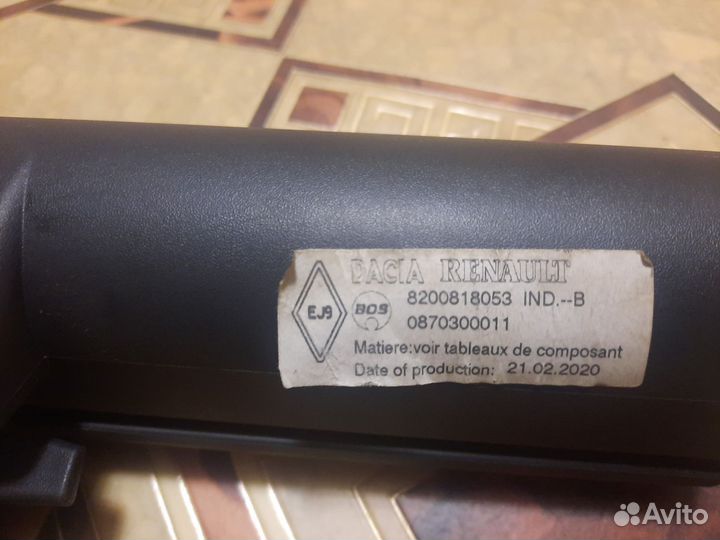 DACIA RENAULT
EJ9 BOS 8200818053 IND.--B
0870300011
Matiere:voir tableaux de composant
Date of production: 21.02.2020
Avito